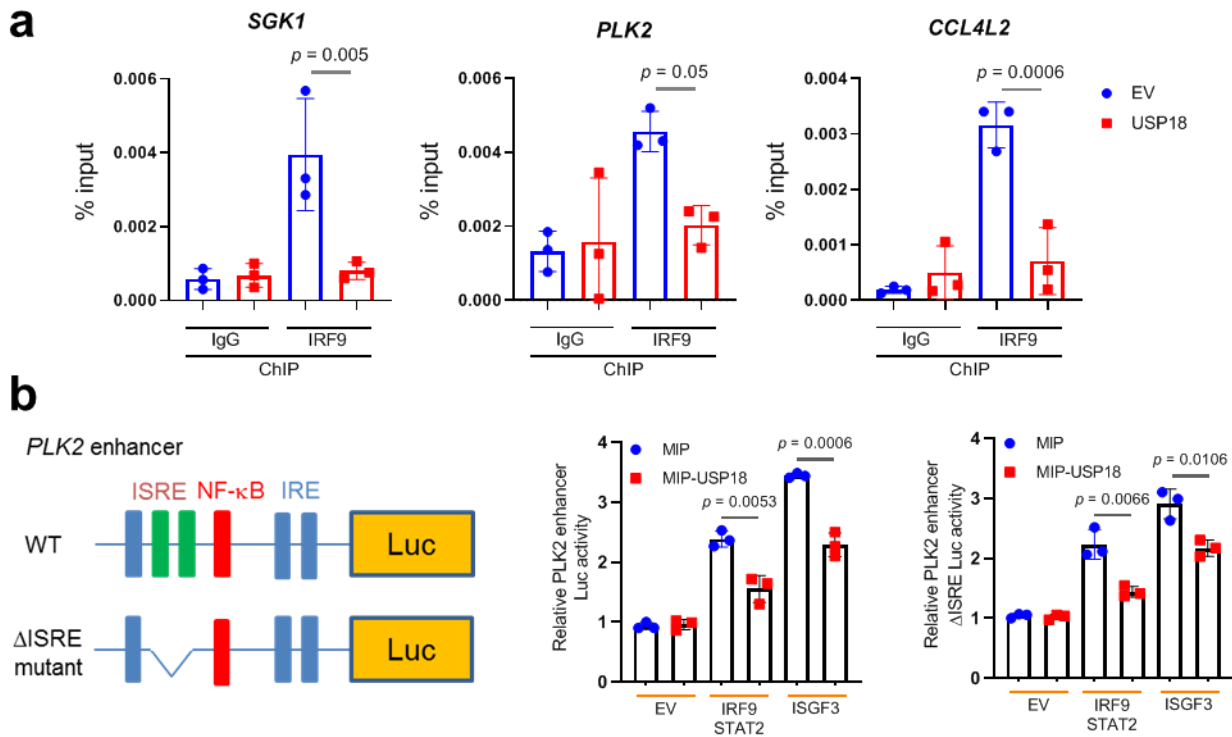 a
SGK1
PLK2
CCL4L2
p = 0.005
p = 0.05
p = 0.0006
EV
USP18
% input
0.006
0.004
0.002
0.000
% input
0.006
0.004
0.002
0.000
% input
0.004
0.003
0.002
0.001
0.000
IgG
IRF9
ChIP
IgG
IRF9
ChIP
IgG
IRF9
ChIP
b
PLK2 enhancer
ISRE
NF-κB
IRE
WT
Luc
ΔISRE
mutant
Luc
Relative PLK2 enhancer
Luc activity
4
3
2
1
0
MIP
MIP-USP18
p = 0.0006
p = 0.0053
EV
IRF9
STAT2
ISGF3
Relative PLK2 enhancer
ΔISRE Luc activity
4
3
2
1
0
MIP
MIP-USP18
p = 0.0106
p = 0.0066
EV
IRF9
STAT2
ISGF3